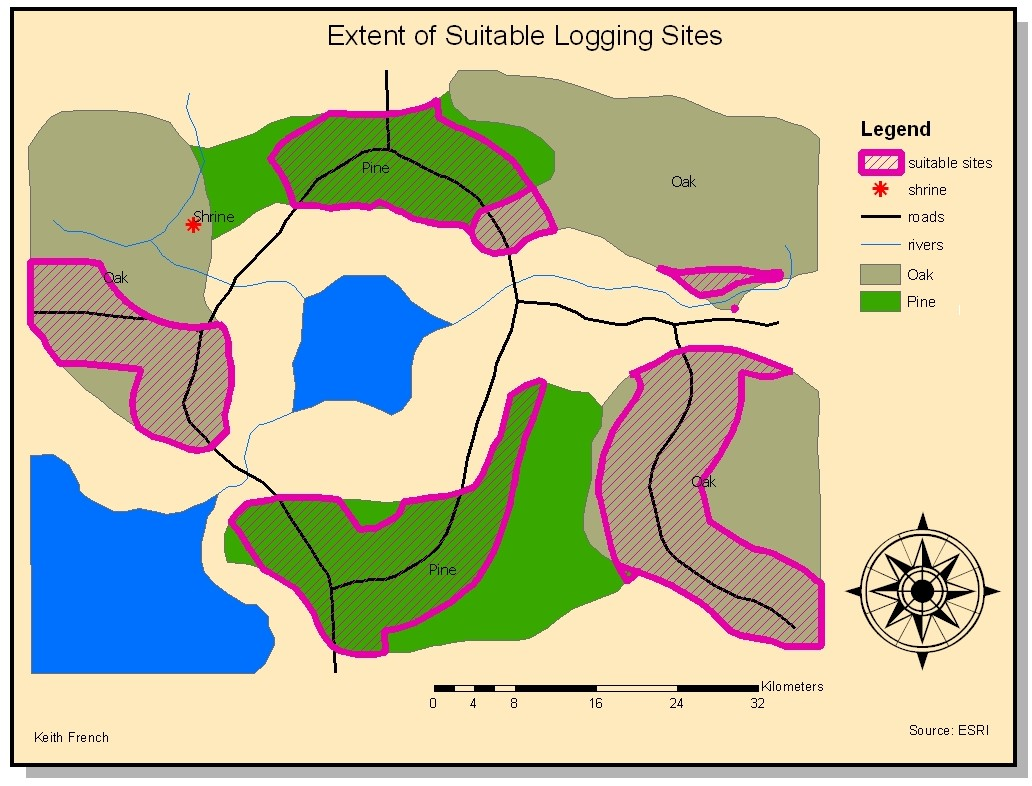 Extent of Suitable Logging Sites
Legend
suitable sites
shrine
roads
rivers
Oak
Pine
Pine
Oak
Shrine
Oak
Oak
Pine
Kilometers
0 4 8 16 24 32
Keith French
Source: ESRI